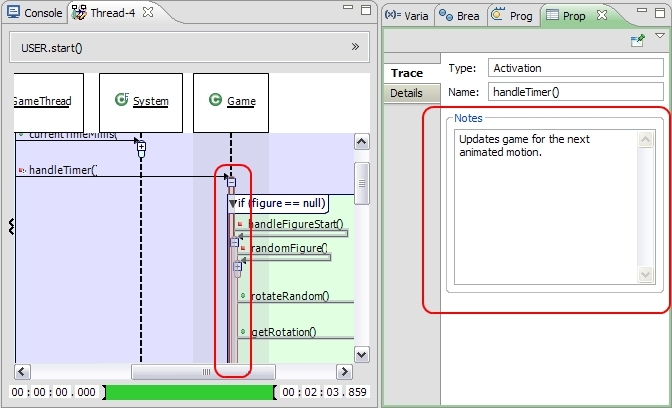 Console
Thread-4
USER.start()
»
GameThread
System
Game
currentTimeMillis(
handleTimer()
if (figure == null)
handleFigureStart()
randomFigure()
rotateRandom()
getRotation()
00:00:00.000
00:02:03.859
(x)= Varia
Brea
Prog
Prop
Trace
Details
Type:
Activation
Name:
handleTimer()
Notes
Updates game for the next
animated motion.